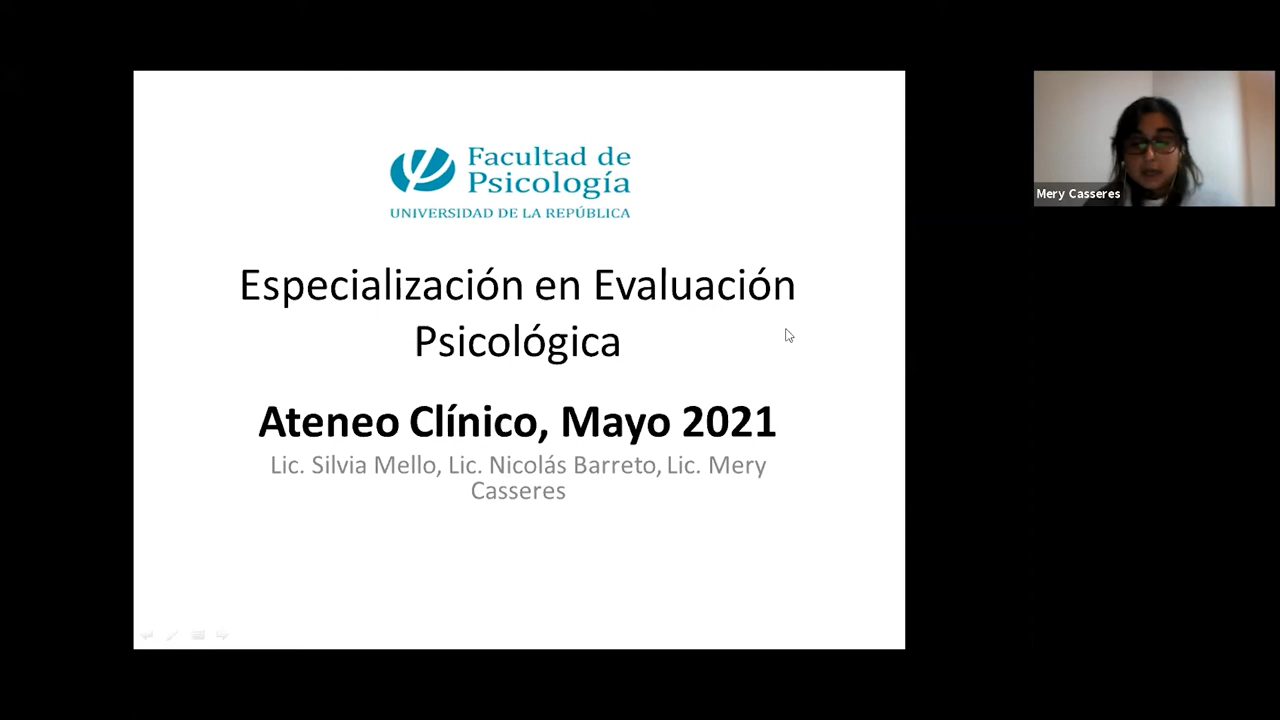 Facultad de
Psicología
UNIVERSIDAD DE LA REPÚBLICA
Especialización en Evaluación
Psicológica
Ateneo Clínico, Mayo 2021
Lic. Silvia Mello, Lic. Nicolás Barreto, Lic. Mery
Casseres
Mery Casseres